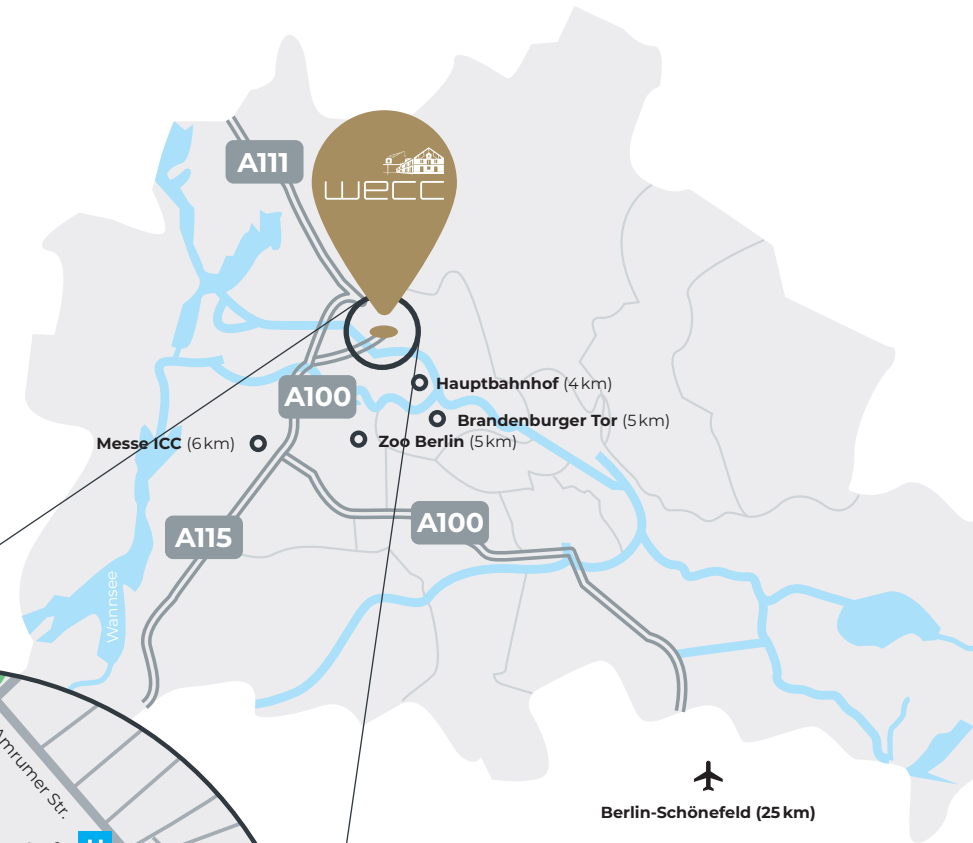 A111
wecc
A100
Hauptbahnhof (4 km)
Brandenburger Tor (5 km)
Messe ICC (6 km)
Zoo Berlin (5 km)
A100
A115
Wannsee
Amrumer Str.
Berlin-Schönefeld (25 km)